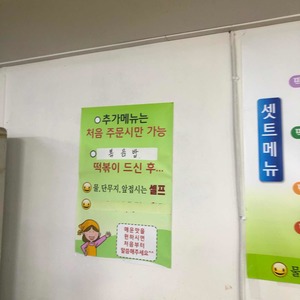 추가메뉴는
처음 주문시만 가능
볶음밥
떡볶이 드신 후...
물,단무지,앞접시는 셀프
매운맛을
원하시면
처음부터
말씀해주세요~^^
셋트메뉴
물